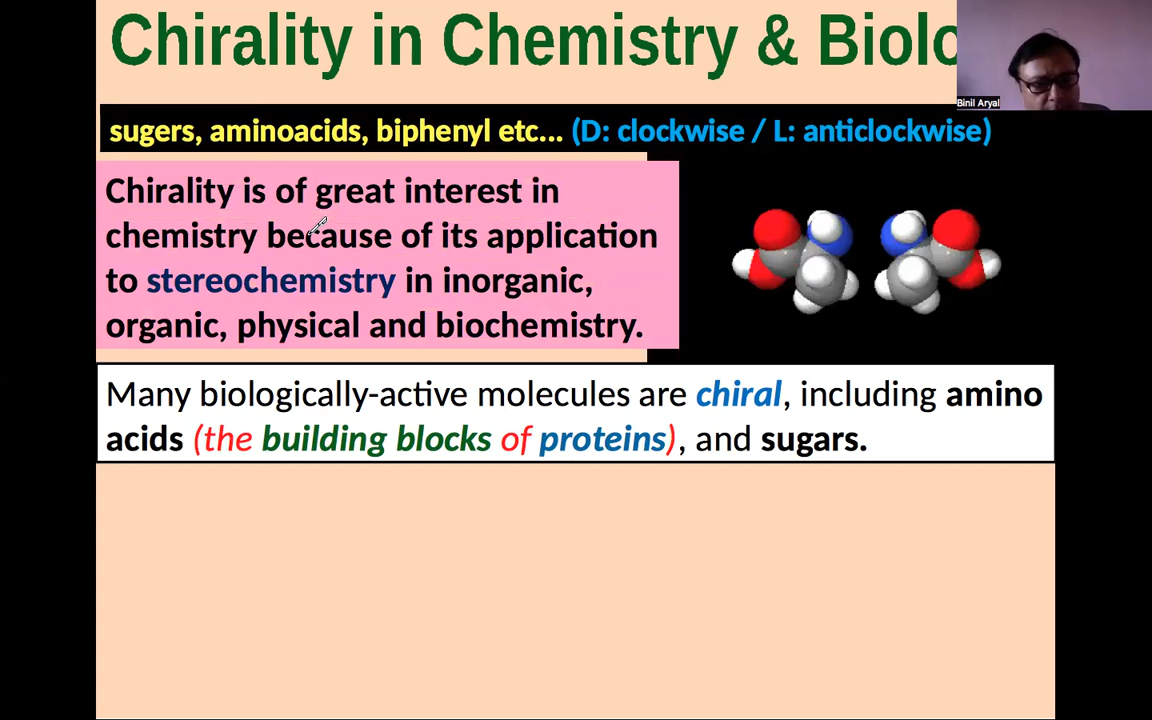 Chirality in Chemistry & Biolo
Binil Aryal
sugers, aminoacids, biphenyl etc... (D: clockwise / L: anticlockwise)
Chirality is of great interest in
chemistry because of its application
to stereochemistry in inorganic,
organic, physical and biochemistry.
Many biologically-active molecules are chiral, including amino
acids (the building blocks of proteins), and sugars.